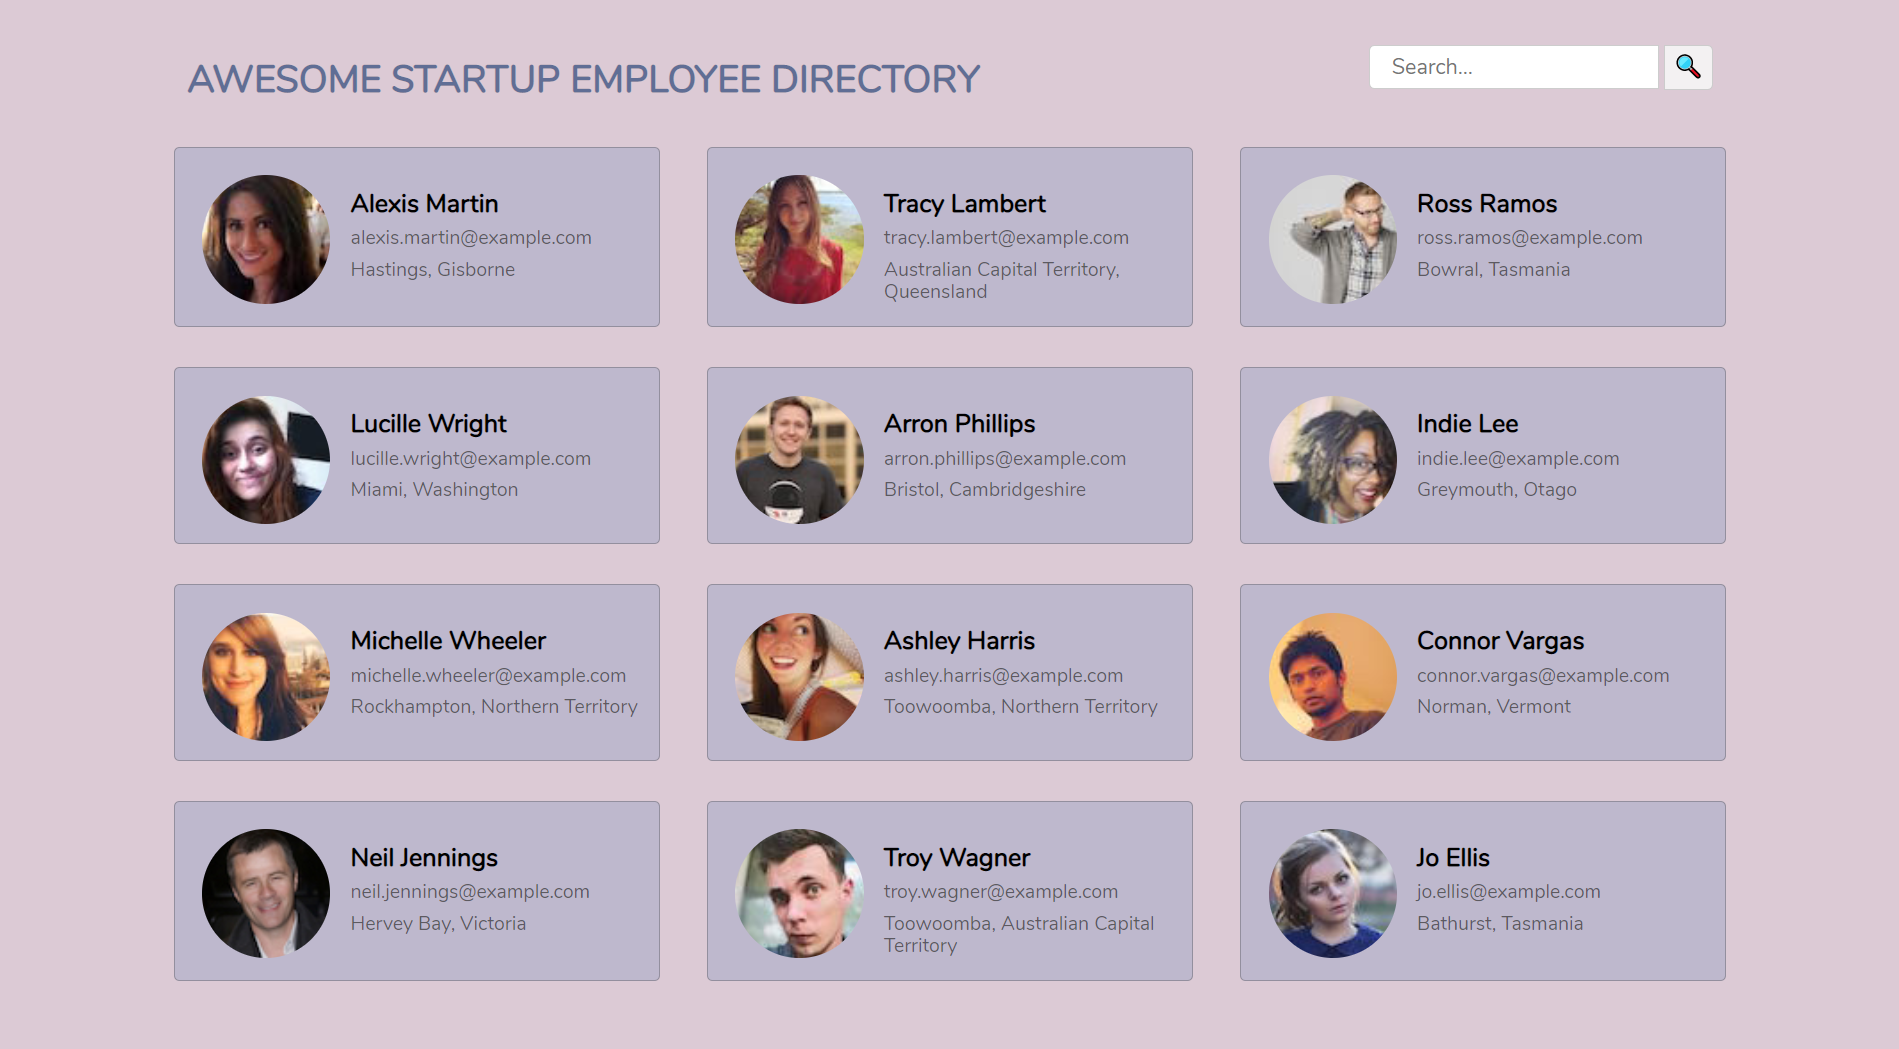 AWESOME STARTUP EMPLOYEE DIRECTORY
Search...
Alexis Martin
alexis.martin@example.com
Hastings, Gisborne
Tracy Lambert
tracy.lambert@example.com
Australian Capital Territory,
Queensland
Ross Ramos
ross.ramos@example.com
Bowral, Tasmania
Lucille Wright
lucille.wright@example.com
Miami, Washington
Arron Phillips
arron.phillips@example.com
Bristol, Cambridgeshire
Indie Lee
indie.lee@example.com
Greymouth, Otago
Michelle Wheeler
michelle.wheeler@example.com
Rockhampton, Northern Territory
Ashley Harris
ashley.harris@example.com
Toowoomba, Northern Territory
Connor Vargas
connor.vargas@example.com
Norman, Vermont
Neil Jennings
neil.jennings@example.com
Hervey Bay, Victoria
Troy Wagner
troy.wagner@example.com
Toowoomba, Australian Capital
Territory
Jo Ellis
jo.ellis@example.com
Bathurst, Tasmania